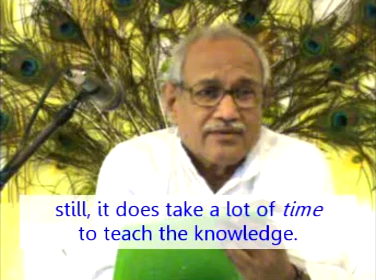 still, it does take a lot of time
to teach the knowledge.